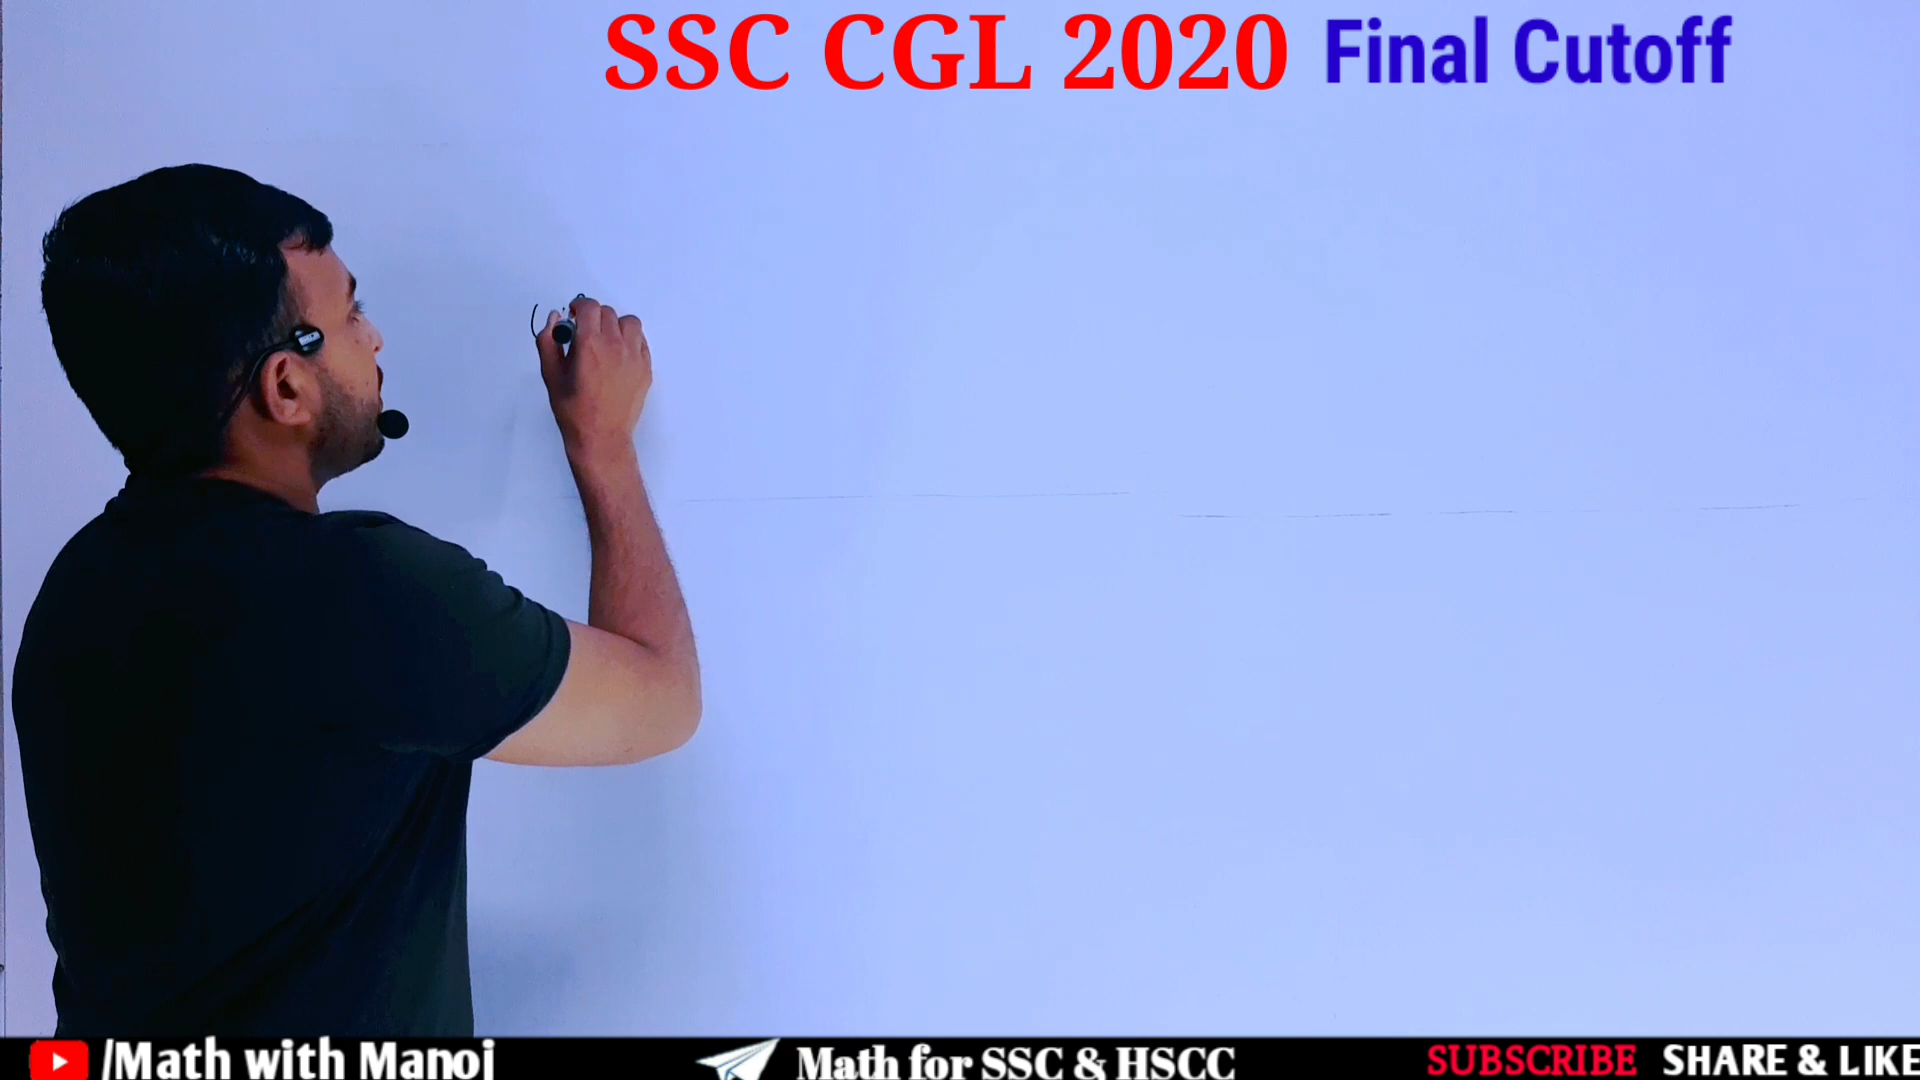 SSC CGL 2020 Final Cutoff
/Math with Manoj
Math for SSC & HSCC
SUBSCRIBE SHARE & LIKE